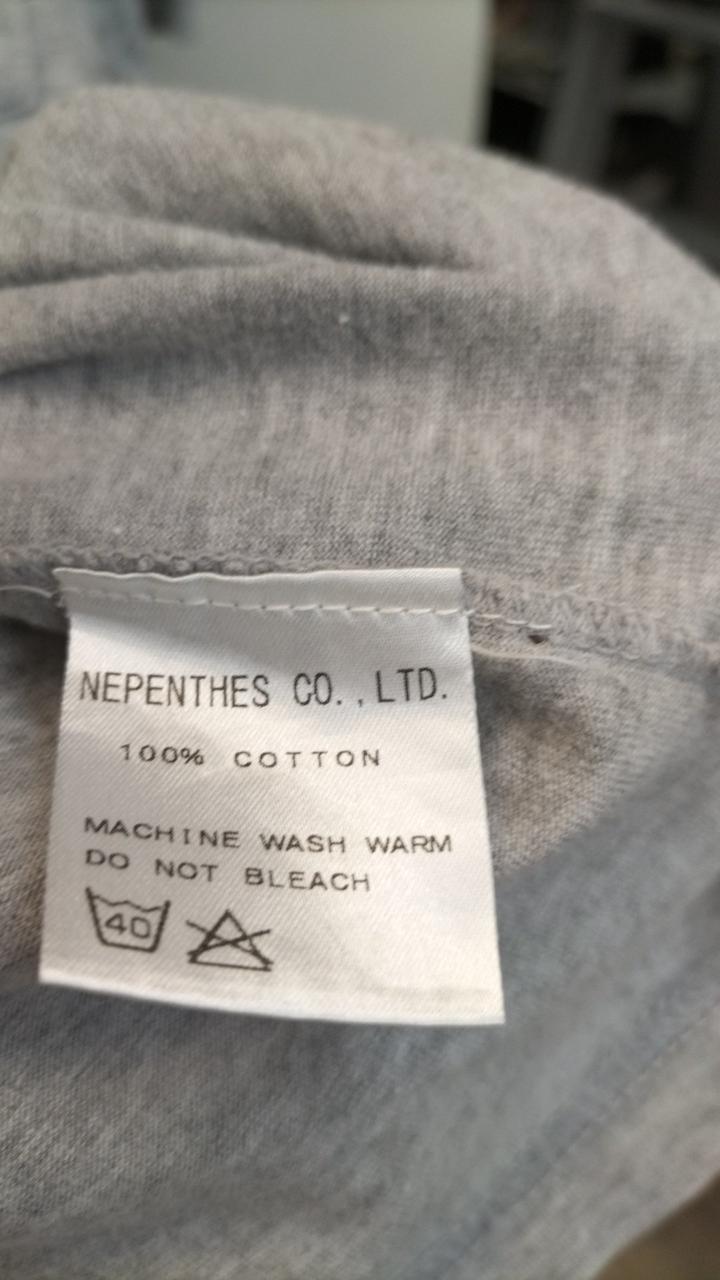 NEPENTHES CO.,LTD.
100% COTTON
MACHINE WASH WARM
DO NOT BLEACH
40